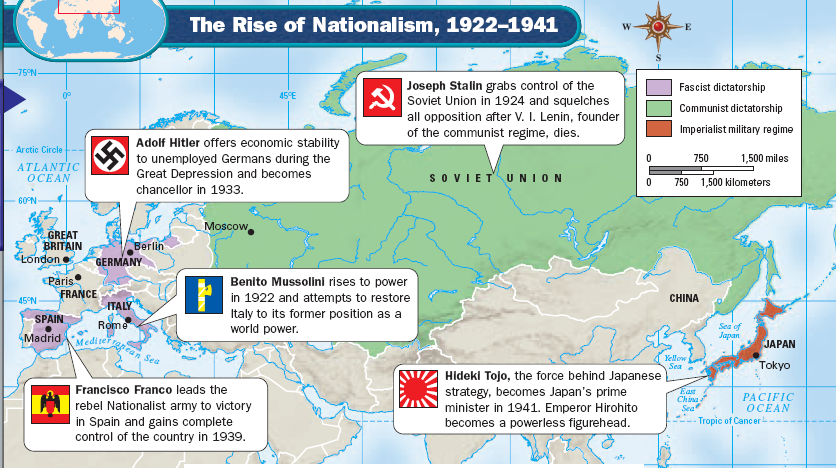 The Rise of Nationalism, 1922–1941
W
E
S
75°N
0°
45°E
Joseph Stalin grabs control of the
Soviet Union in 1924 and squelches
all opposition after V. I. Lenin, founder
of the communist regime, dies.
Fascist dictatorship
Communist dictatorship
Imperialist military regime
0 750 1,500 miles
0 750 1,500 kilometers
Adolf Hitler offers economic stability
to unemployed Germans during the
Great Depression and becomes
chancellor in 1933.
Arctic Circle
ATLANTIC
OCEAN
60°N
SOVIET UNION
Moscow
GREAT
BRITAIN
London
Berlin
GERMANY
Paris
FRANCE
45°N
ITALY
Rome
SPAIN
Madrid
Mediterranean Sea
Benito Mussolini rises to power
in 1922 and attempts to restore
Italy to its former position as a
world power.
CHINA
Sea of
Japan
JAPAN
Tokyo
Yellow
Sea
East
China
Sea
PACIFIC
OCEAN
Tropic of Cancer
Francisco Franco leads the
rebel Nationalist army to victory
in Spain and gains complete
control of the country in 1939.
Hideki Tojo, the force behind Japanese
strategy, becomes Japan's prime
minister in 1941. Emperor Hirohito
becomes a powerless figurehead.